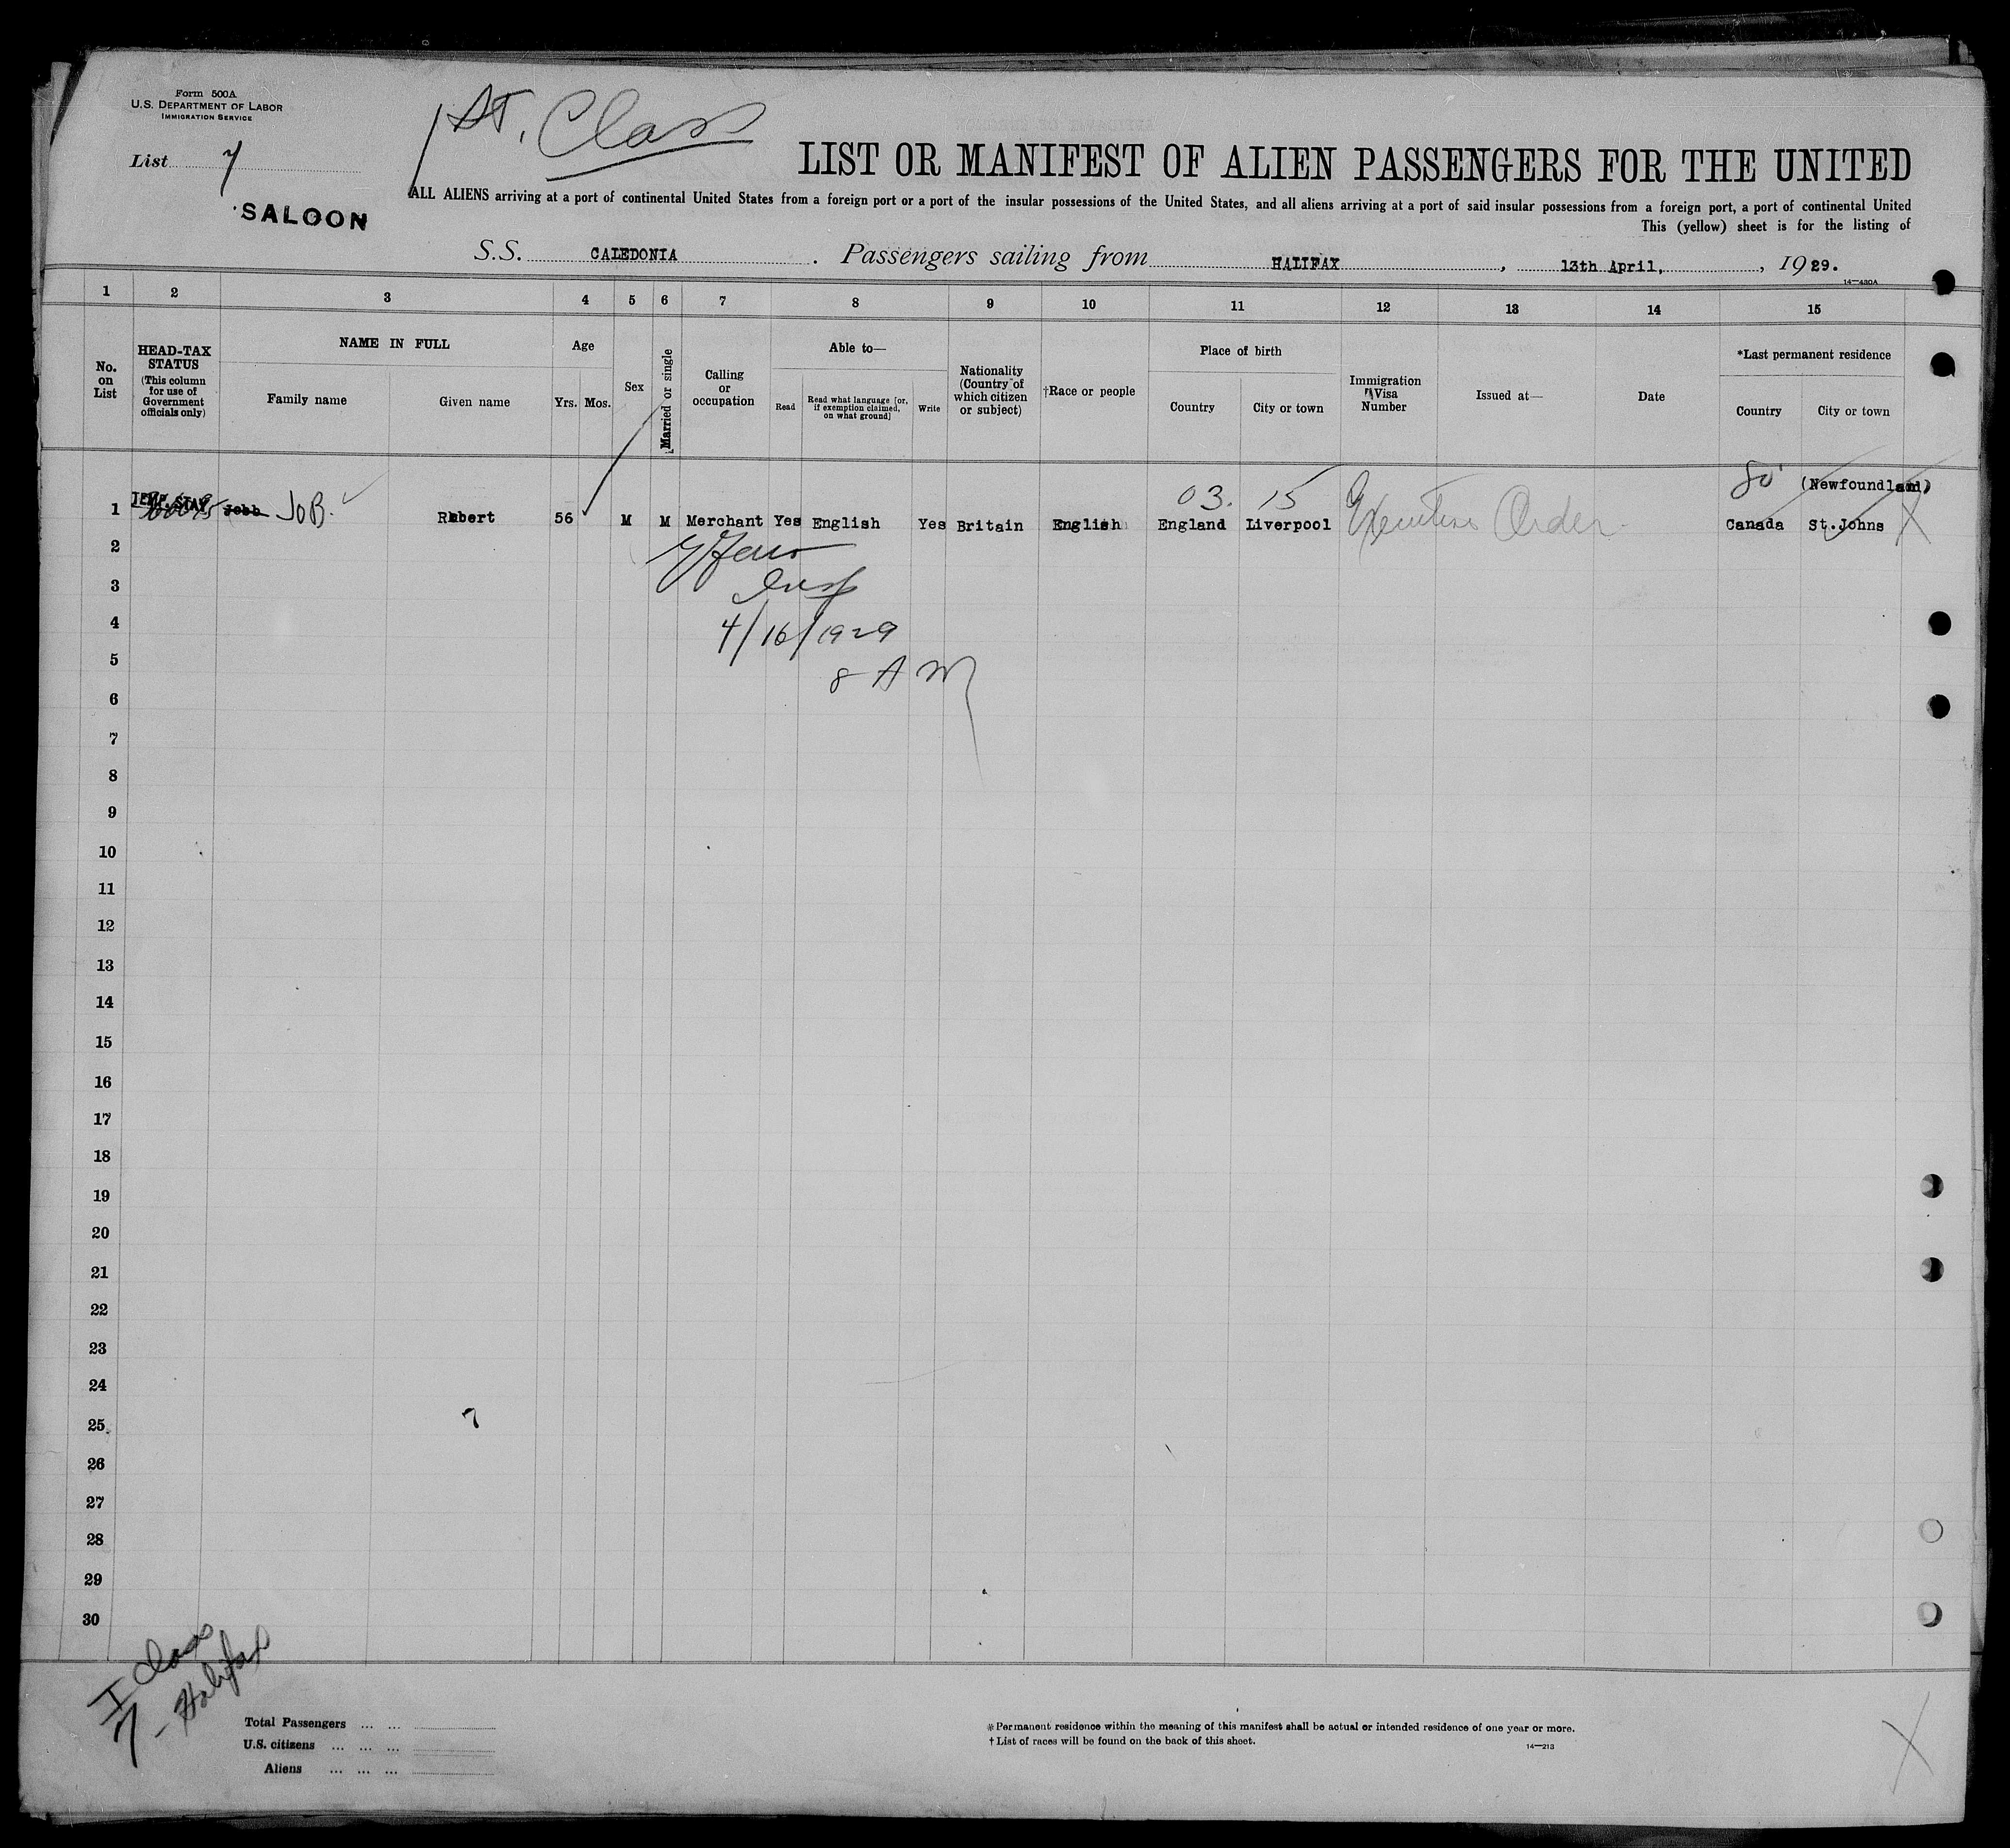 Form 500A
U.S. DEPARTMENT OF LABOR
IMMIGRATION SERVICE
1st. Class
List 7
SALOON
LIST OR MANIFEST OF ALIEN PASSENGERS FOR THE UNITED
ALL ALIENS arriving at a port of continental United States from a foreign port or a port of the insular possessions of the United States, and all aliens arriving at a port of said insular possessions from a foreign port, a port of continental United
This (yellow) sheet is for the listing of
S.S. CALEDONIA. Passengers sailing from HALIFAX, 13th April, , 1929.
14—430A
1 2 3 4 5 6 7 8 9 10 11 12 13 14 15
No. on List
HEAD-TAX STATUS (This column for use of Government officials only)
NAME IN FULL
Family name
Given name
Age
Yrs. Mos.
Sex
Married or single
Calling or occupation
Able to—
Read
Read what language [or, if exemption claimed, on what ground]
Write
Nationality (Country of which citizen or subject)
†Race or people
Place of birth
Country
City or town
Immigration Visa Number
Issued at—
Date
*Last permanent residence
Country
City or town
03. 15 80 (Newfoundland)
1 TEMP. STAY Jobb JOB. Robert 56 M M Merchant Yes English Yes Britain English England Liverpool Executive Order Canada St.Johns X
2
3 Insp
4 4/16/1929
5 8 AM
6
7
8
9
10
11
12
13
14
15
16
17
18
19
20
21
22
23
24
25 7
26
27
28
29
30
I Class
7 - Halifax
Total Passengers ... ...
U.S. citizens ... ... ...
Aliens ... ... ...
*Permanent residence within the meaning of this manifest shall be actual or intended residence of one year or more.
†List of races will be found on the back of this sheet.
14—213
X